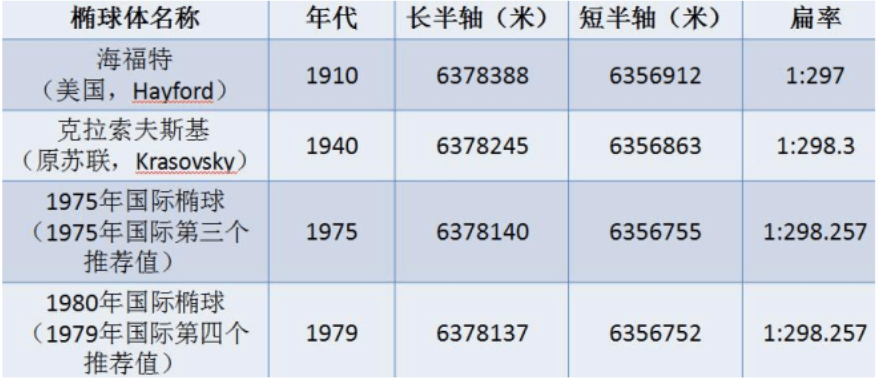 椭球体名称 年代 长半轴（米） 短半轴（米） 扁率
海福特
（美国，Hayford） 1910 6378388 6356912 1:297
克拉索夫斯基
（原苏联，Krasovsky） 1940 6378245 6356863 1:298.3
1975年国际椭球
（1975年国际第三个 1975 6378140 6356755 1:298.257
推荐值）
1980年国际椭球
（1979年国际第四个 1979 6378137 6356752 1:298.257
推荐值）